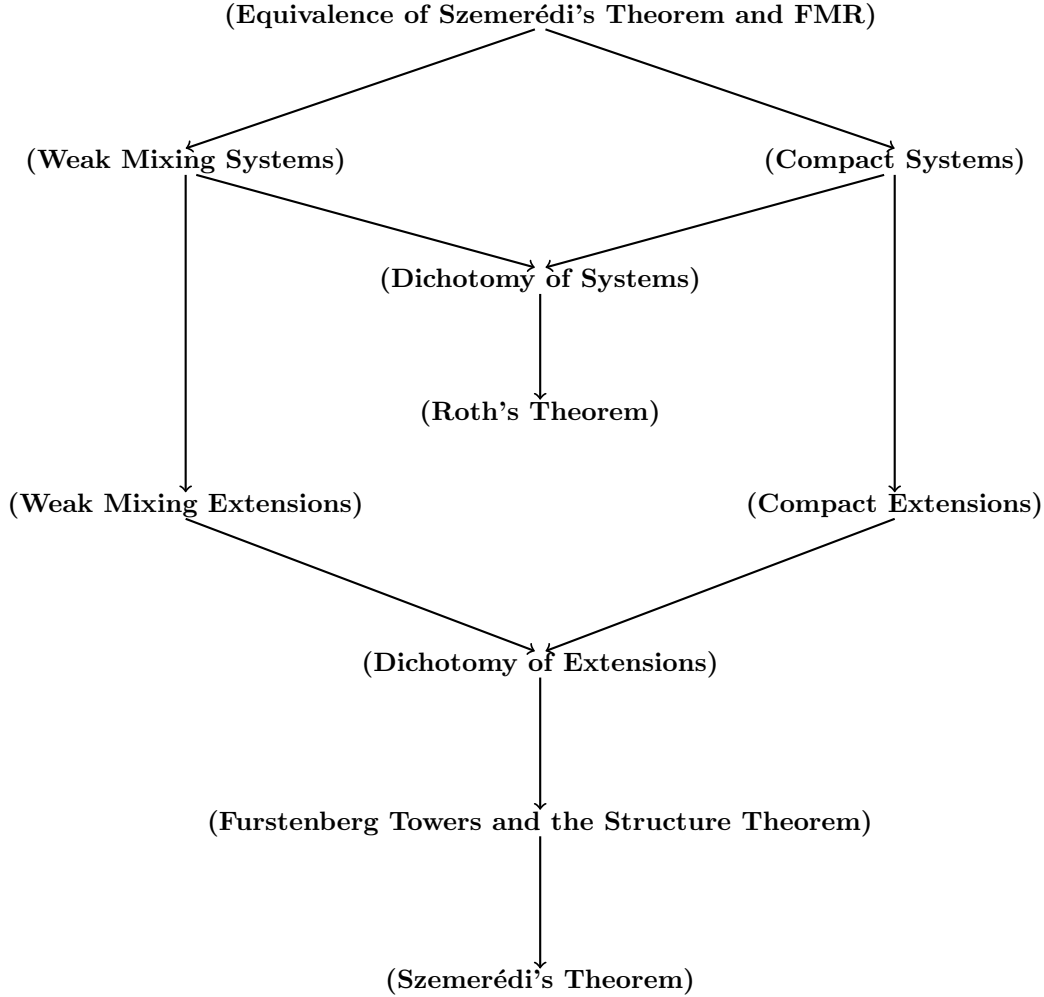 (Equivalence of Szemerédi's Theorem and FMR)
(Weak Mixing Systems)
(Compact Systems)
(Dichotomy of Systems)
(Roth's Theorem)
(Weak Mixing Extensions)
(Compact Extensions)
(Dichotomy of Extensions)
(Furstenberg Towers and the Structure Theorem)
(Szemerédi's Theorem)